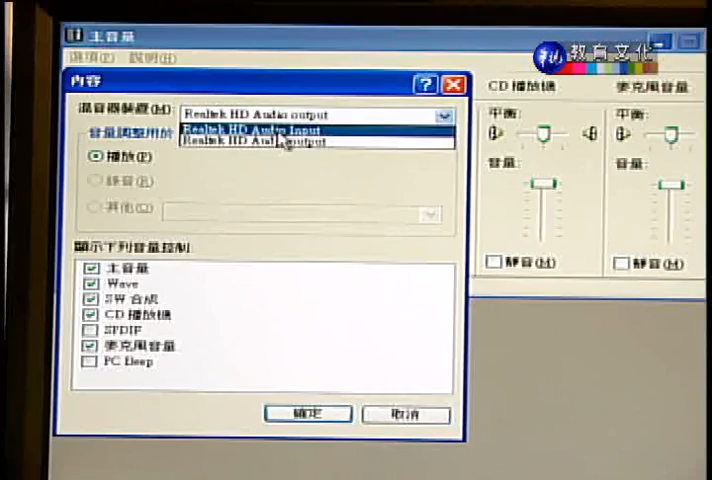 主音量
選項(P) 說明(H)
華視 教育文化
內容
混音器裝置(M):
Realtek HD Audio output
Realtek HD Audio Input
Realtek HD Audio output
音量調整用於
播放(P)
錄音(R)
其他(O)
顯示下列音量控制:
主音量
Wave
SW 合成
CD 播放機
SPDIF
麥克風音量
PC Beep
確定 取消
CD 播放機
平衡:
音量:
靜音(M)
麥克風音量
平衡:
音量:
靜音(M)